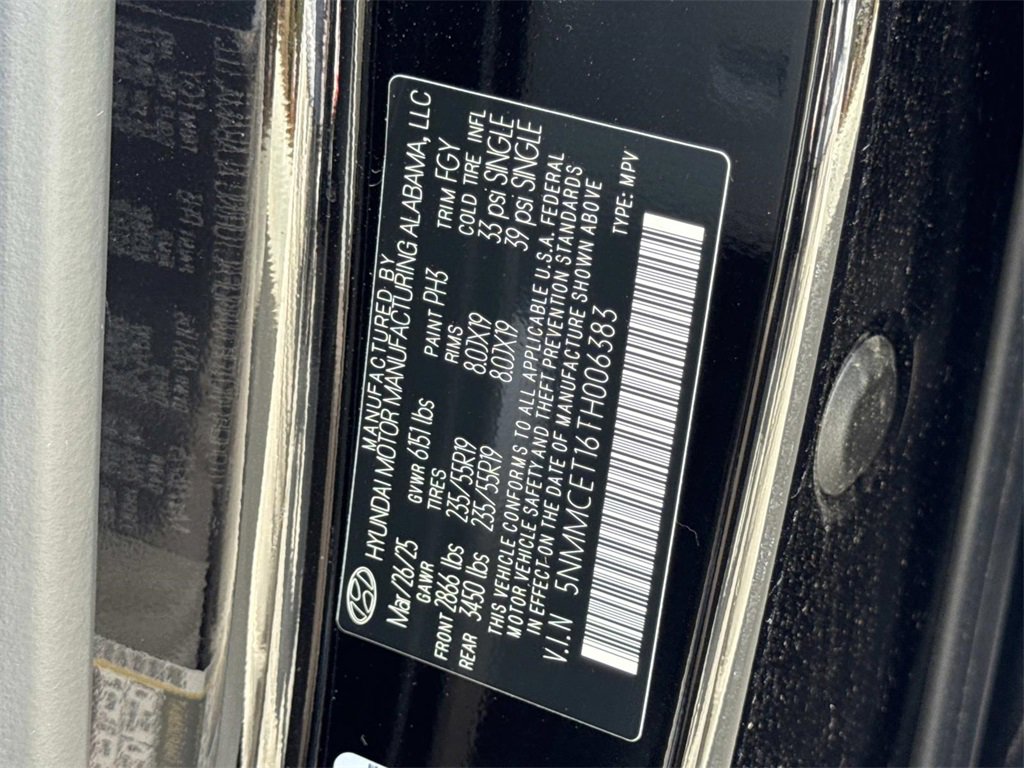 MANUFACTURED BY
HYUNDAI MOTOR MANUFACTURING ALABAMA, LLC
Mar/26/25 GVWR 6151 lbs PAINT PH3 TRIM FGY
GAWR TIRES RIMS COLD TIRE INFL
FRONT 2866 lbs 235/55R19 8.0JX19 33 psi SINGLE
REAR 3450 lbs 235/55R19 8.0JX19 39 psi SINGLE
THIS VEHICLE CONFORMS TO ALL APPLICABLE U.S.A. FEDERAL
MOTOR VEHICLE SAFETY AND THEFT PREVENTION STANDARDS
IN EFFECT ON THE DATE OF MANUFACTURE SHOWN ABOVE
V.I.N 5NMMCET16TH006383 TYPE: MPV